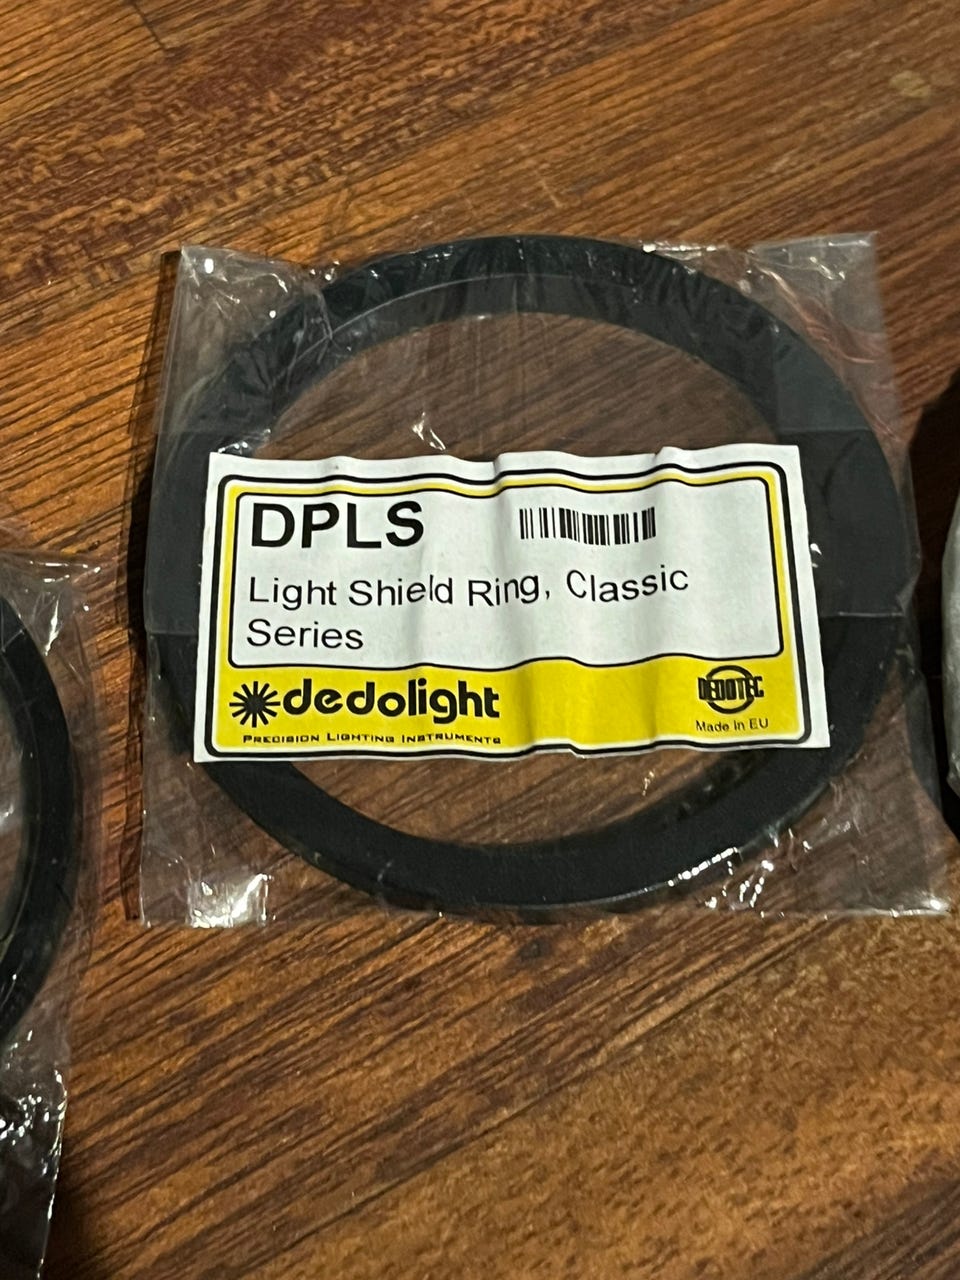 DPLS
Light Shield Ring, Classic
Series
dedolight
PRECISION LIGHTING INSTRUMENTS
DEDOTEC
Made in EU